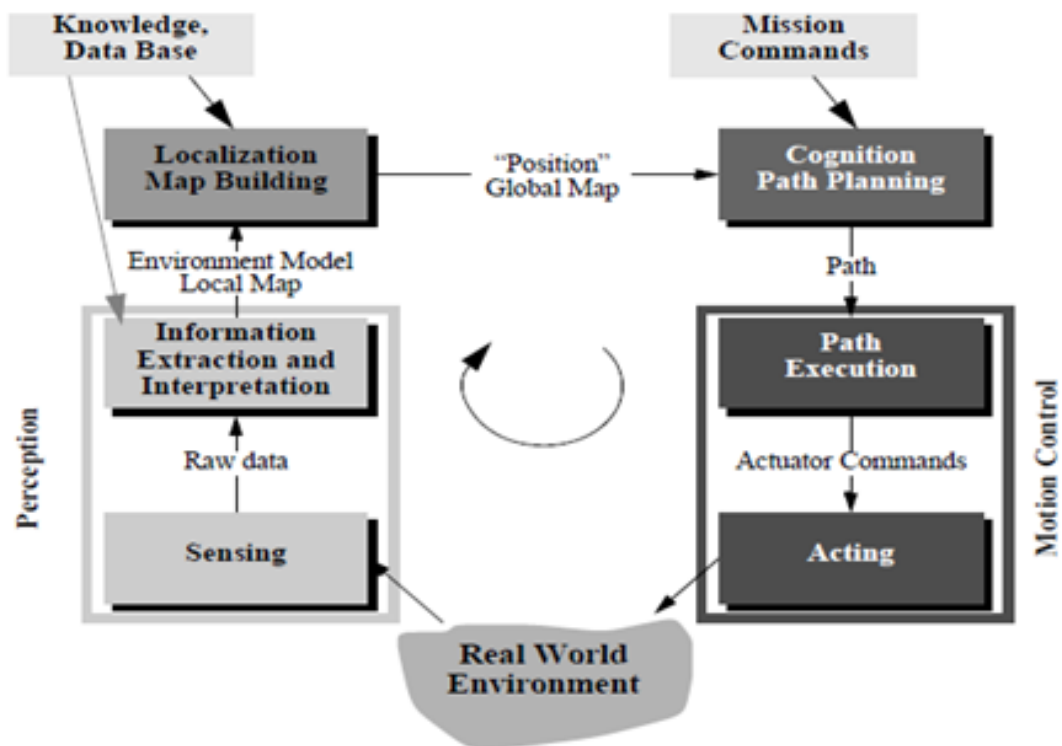 Knowledge,
Data Base
Mission
Commands
Localization
Map Building
"Position"
Global Map
Cognition
Path Planning
Environment Model
Local Map
Path
Information
Extraction and
Interpretation
Path
Execution
Perception
Raw data
Actuator Commands
Motion Control
Sensing
Acting
Real World
Environment